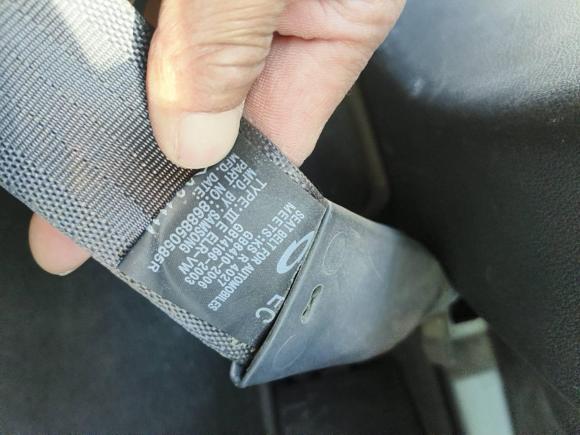 SEAT BELT FOR AUTOMOBILES
MEETS:KS R 4027
GB8410-2006
GB14166-2003
TYPE: III.E ELR-VW
MFD. BY: SAMSONG
PART NO.:
MFD. DATE:
EC